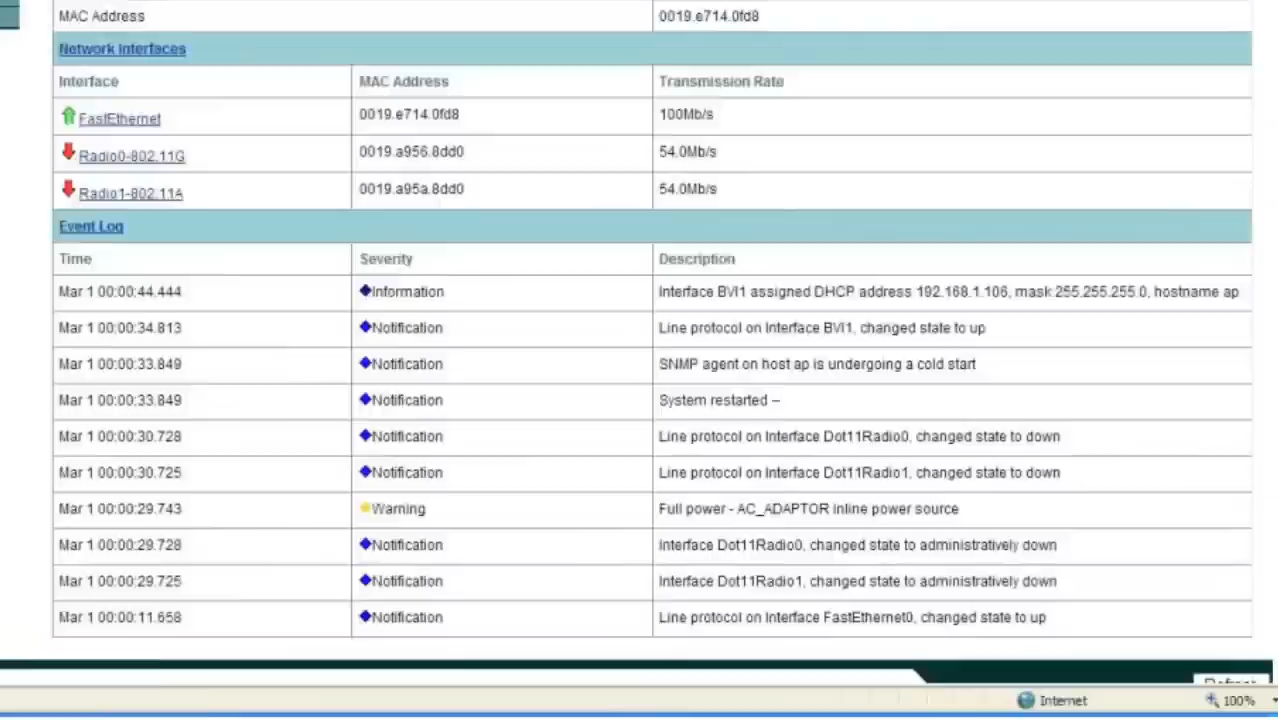 MAC Address 0019.e714.0fd8
Network Interfaces
Interface MAC Address Transmission Rate
FastEthernet 0019.e714.0fd8 100Mb/s
Radio0-802.11G 0019.a956.8dd0 54.0Mb/s
Radio1-802.11A 0019.a95a.8dd0 54.0Mb/s
Event Log
Time Severity Description
Mar 1 00:00:44.444 Information Interface BVI1 assigned DHCP address 192.168.1.106, mask 255.255.255.0, hostname ap
Mar 1 00:00:34.813 Notification Line protocol on Interface BVI1, changed state to up
Mar 1 00:00:33.849 Notification SNMP agent on host ap is undergoing a cold start
Mar 1 00:00:33.849 Notification System restarted --
Mar 1 00:00:30.728 Notification Line protocol on Interface Dot11Radio0, changed state to down
Mar 1 00:00:30.725 Notification Line protocol on Interface Dot11Radio1, changed state to down
Mar 1 00:00:29.743 Warning Full power - AC_ADAPTOR inline power source
Mar 1 00:00:29.728 Notification Interface Dot11Radio0, changed state to administratively down
Mar 1 00:00:29.725 Notification Interface Dot11Radio1, changed state to administratively down
Mar 1 00:00:11.658 Notification Line protocol on Interface FastEthernet0, changed state to up
Internet 100%